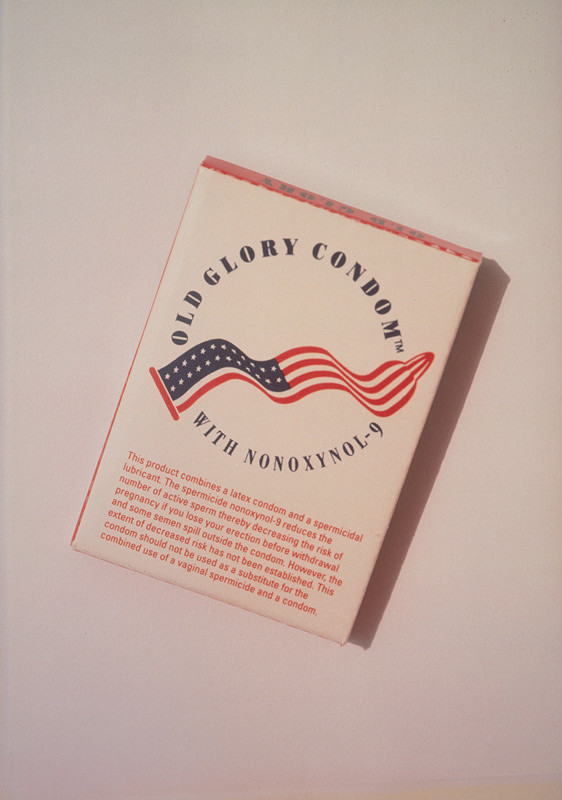 OLD GLORY
OLD GLORY CONDOM™
WITH NONOXYNOL-9
This product combines a latex condom and a spermicidal
lubricant. The spermicide nonoxynol-9 reduces the
number of active sperm thereby decreasing the risk of
pregnancy if you lose your erection before withdrawal
and some semen spill outside the condom. However, the
extent of decreased risk has not been established. This
condom should not be used as a substitute for the
combined use of a vaginal spermicide and a condom.